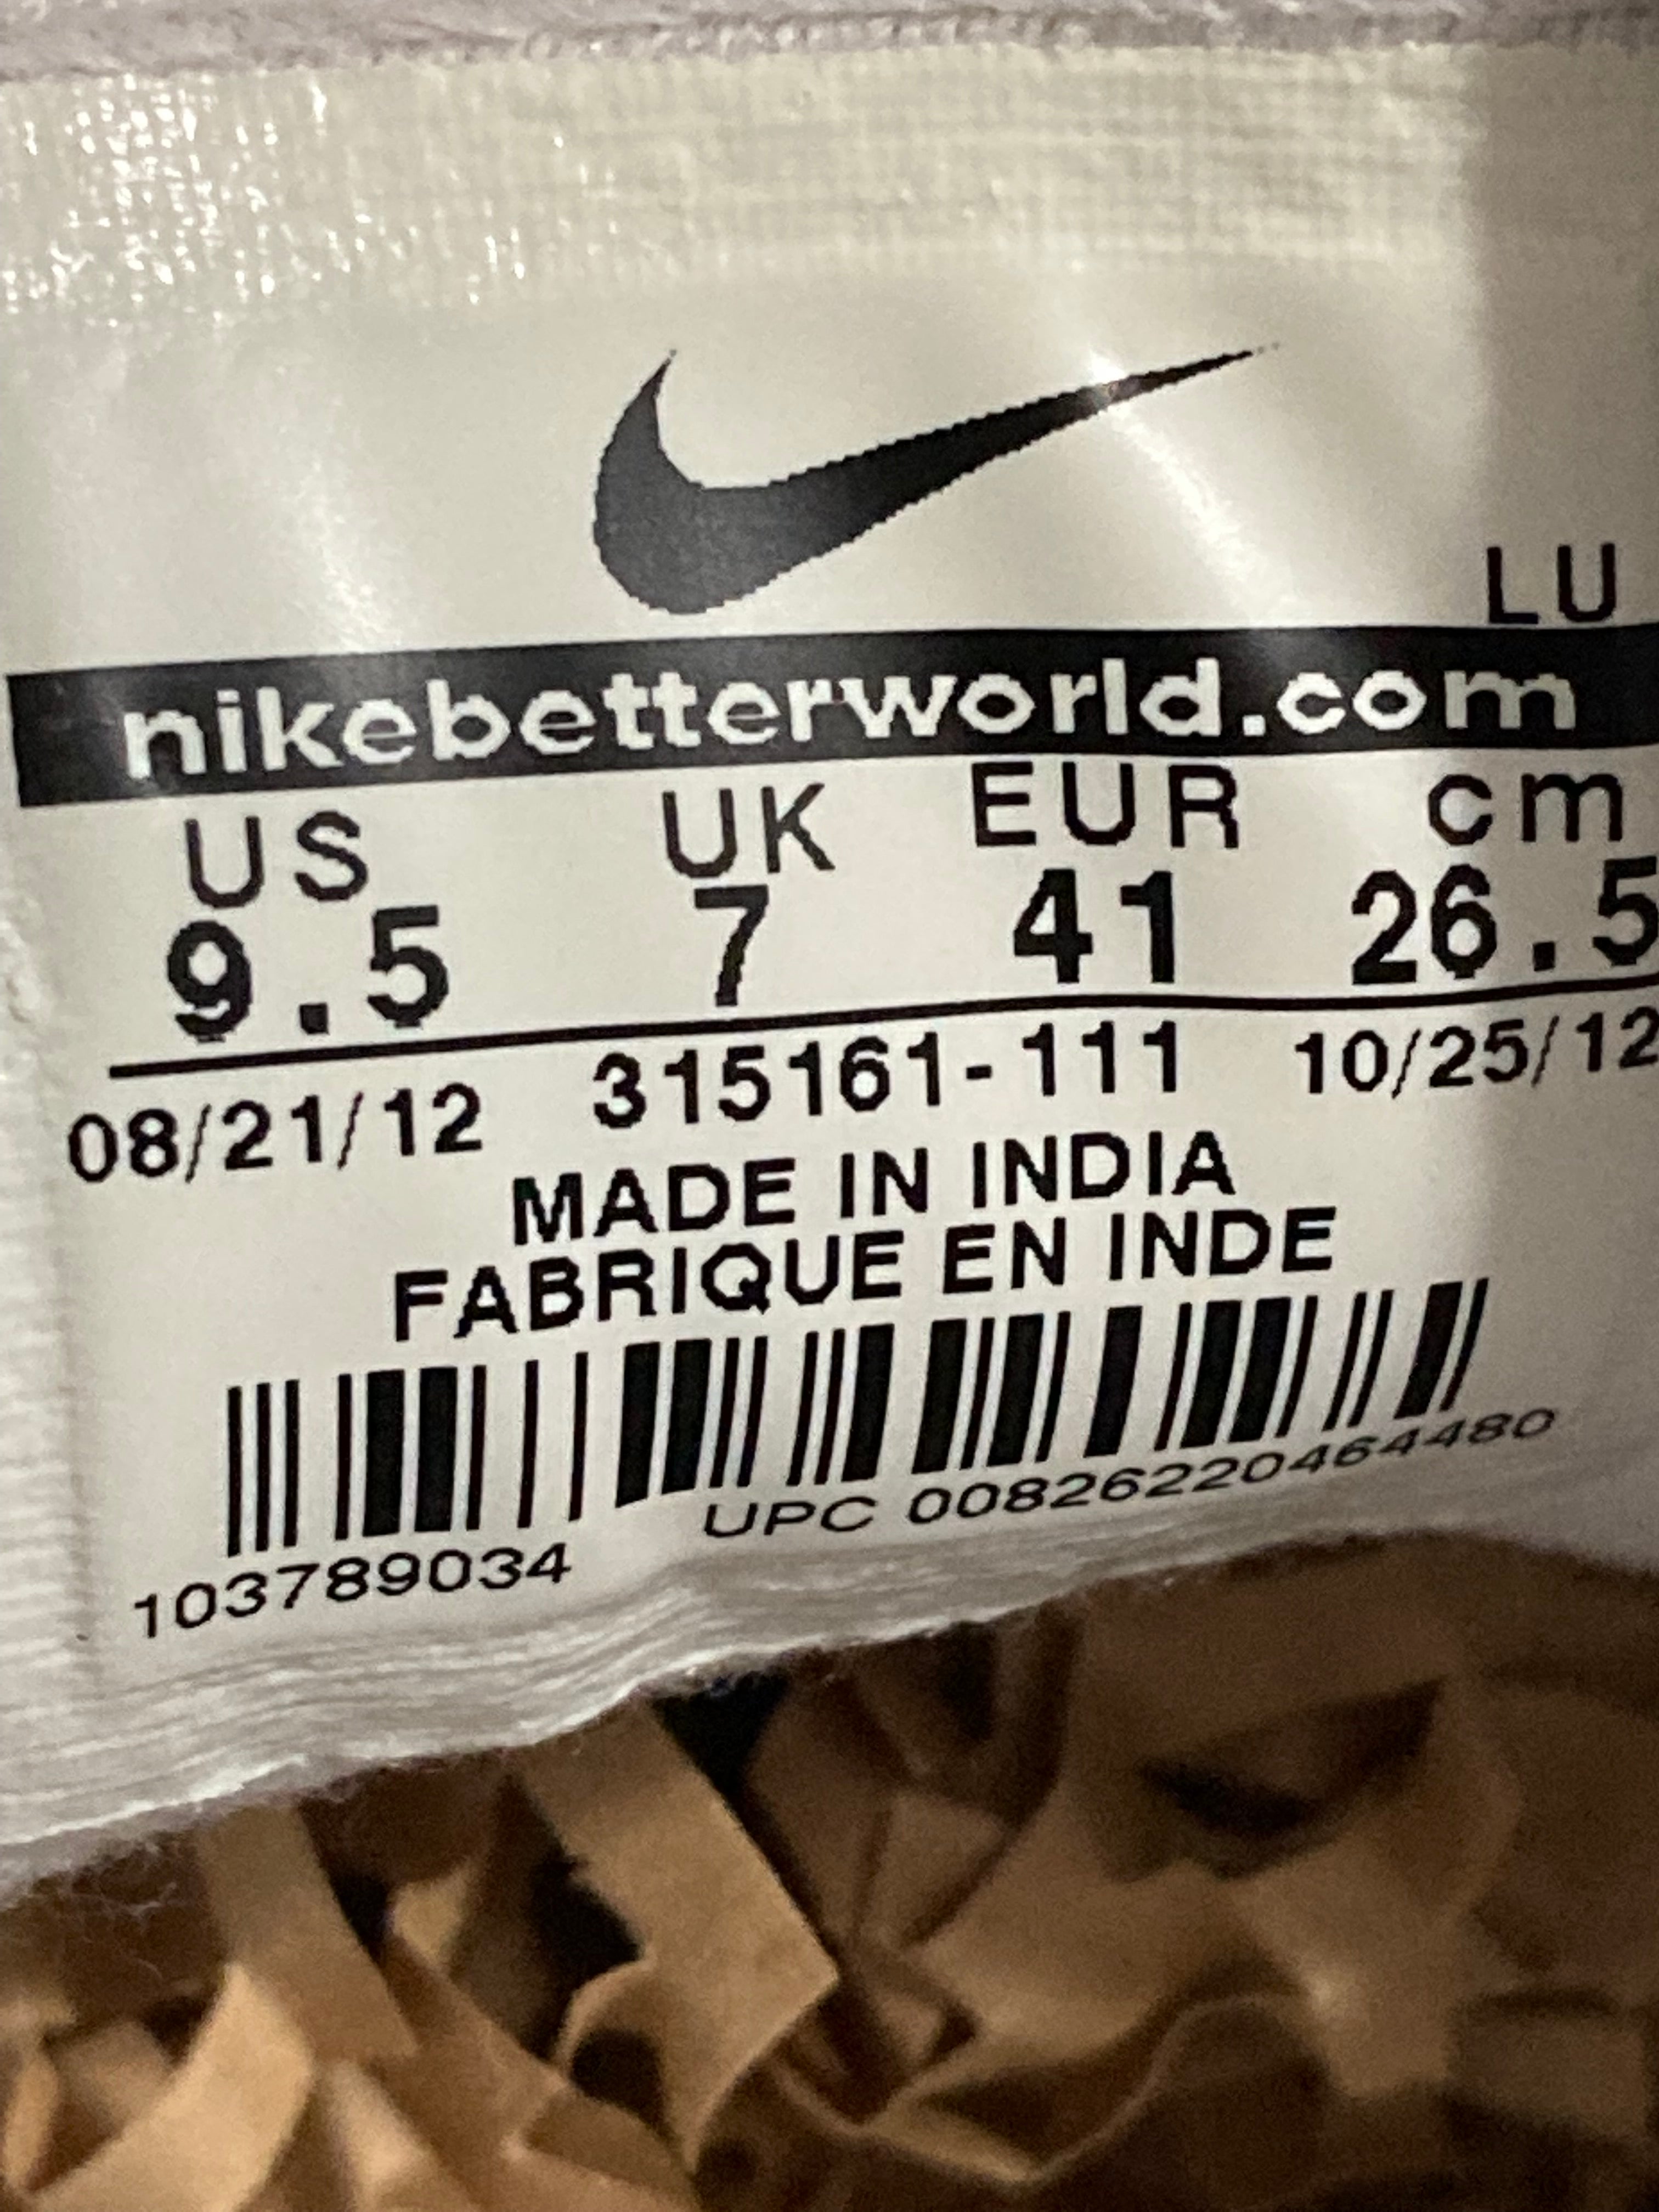 LU
nikebetterworld.com
US UK EUR cm
9.5 7 41 26.5
08/21/12 315161-111 10/25/12
MADE IN INDIA
FABRIQUE EN INDE
103789034 UPC 00826220464480